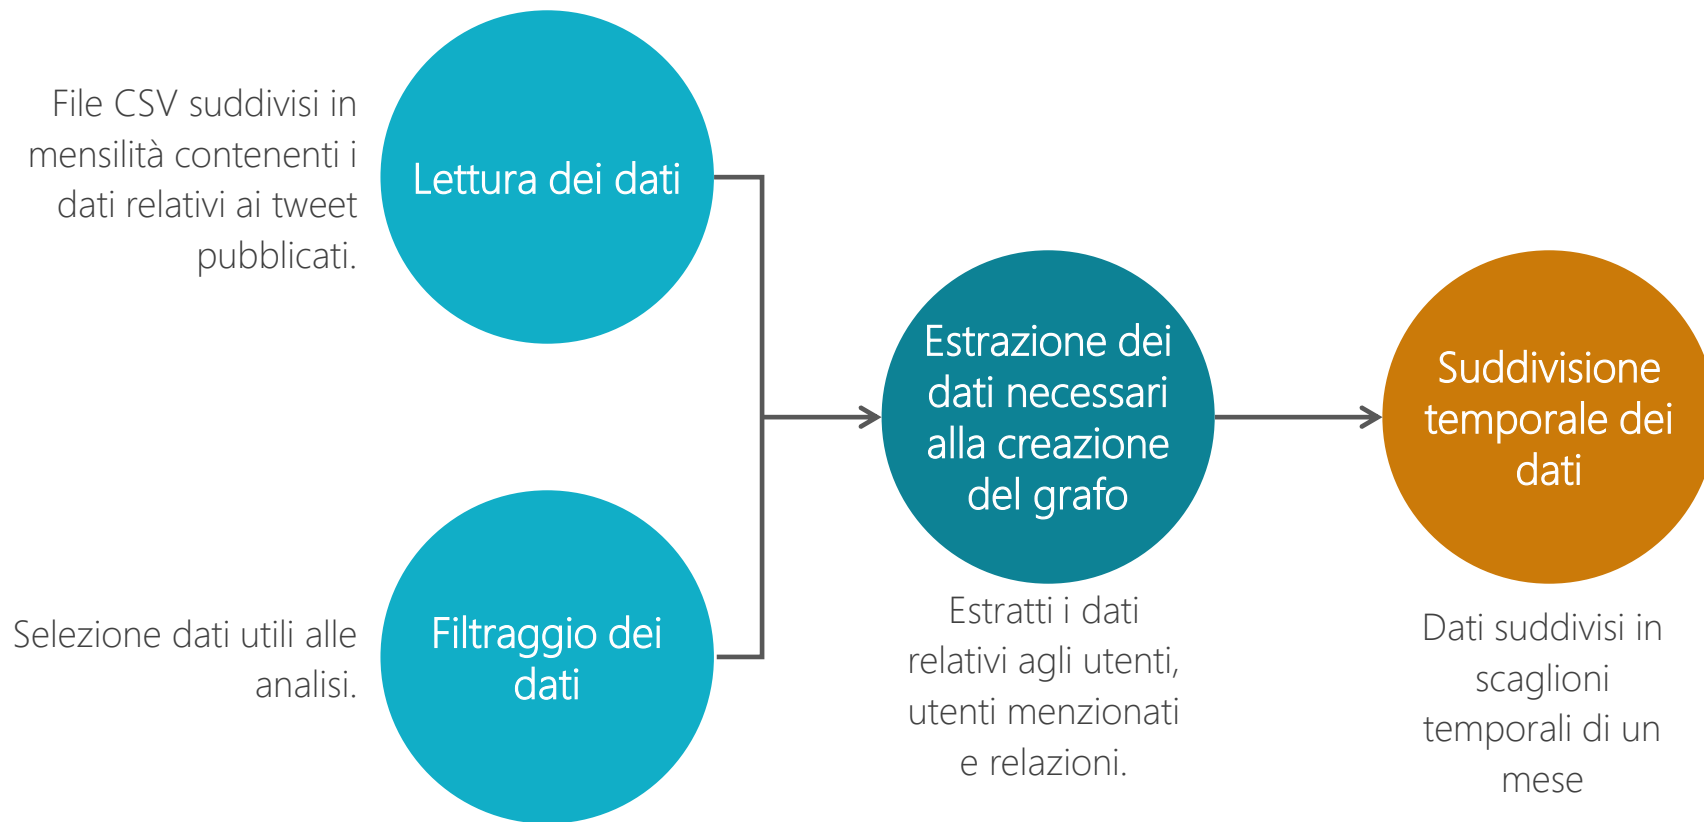 File CSV suddivisi in
mensilità contenenti i
dati relativi ai tweet
pubblicati.
Lettura dei dati
Selezione dati utili alle
analisi.
Filtraggio dei
dati
Estrazione dei
dati necessari
alla creazione
del grafo
Estratti i dati
relativi agli utenti,
utenti menzionati
e relazioni.
Suddivisione
temporale dei
dati
Dati suddivisi in
scaglioni
temporali di un
mese